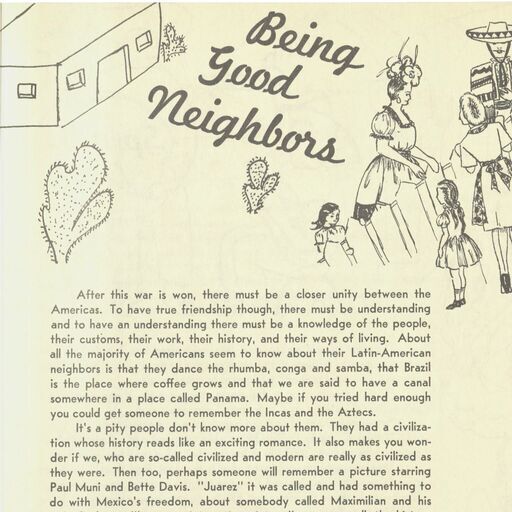 Being
Good
Neighbors
After this war is won, there must be a closer unity between the
Americas. To have true friendship though, there must be understanding
and to have an understanding there must be a knowledge of the people,
their customs, their work, their history, and their ways of living. About
all the majority of Americans seem to know about their Latin-American
neighbors is that they dance the rhumba, conga and samba, that Brazil
is the place where coffee grows and that we are said to have a canal
somewhere in a place called Panama. Maybe if you tried hard enough
you could get someone to remember the Incas and the Aztecs.
It's a pity people don't know more about them. They had a civiliza-
tion whose history reads like an exciting romance. It also makes you won-
der if we, who are so-called civilized and modern are really as civilized as
they were. Then too, perhaps someone will remember a picture starring
Paul Muni and Bette Davis. "Juarez" it was called and had something to
do with Mexico's freedom, about somebody called Maximilian and his